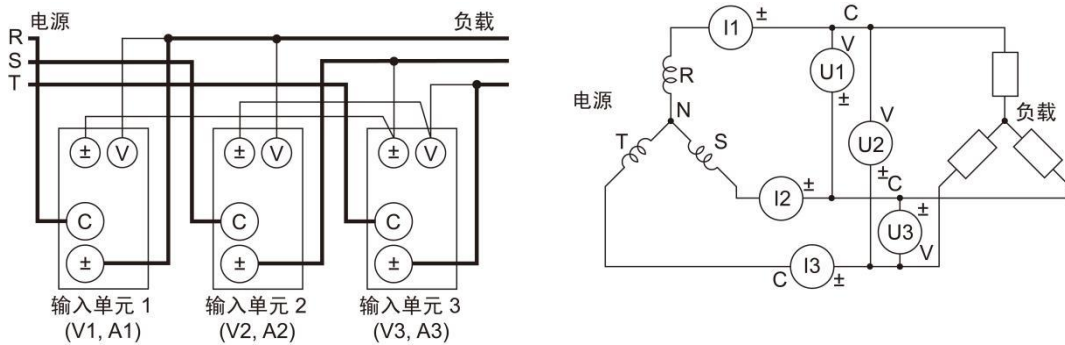 电源
负载
R
S
T
± V
± V
± V
C
C
C
±
±
±
输入单元 1
(V1, A1)
输入单元 2
(V2, A2)
输入单元 3
(V3, A3)
I1 ± C
V
U1
±
R
电源
N
V
U2
±
负载
T
S
C
I2 ±
±
U3
V
C I3 ±